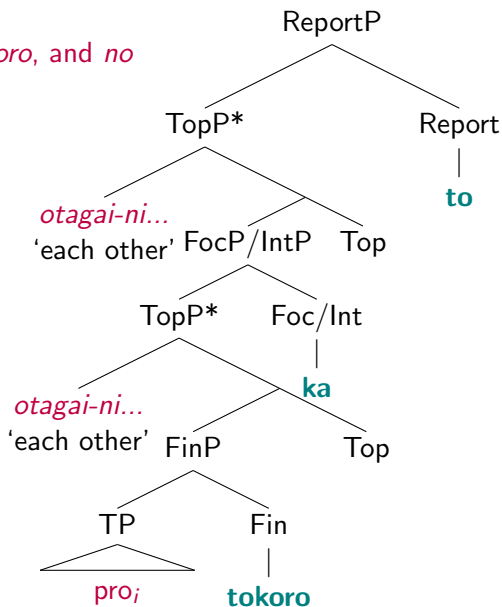 ReportP
oro, and no
TopP* Report
to
otagai-ni...
'each other' FocP/IntP Top
TopP* Foc/Int
ka
otagai-ni...
'each other' FinP Top
TP Fin
proᵢ tokoro